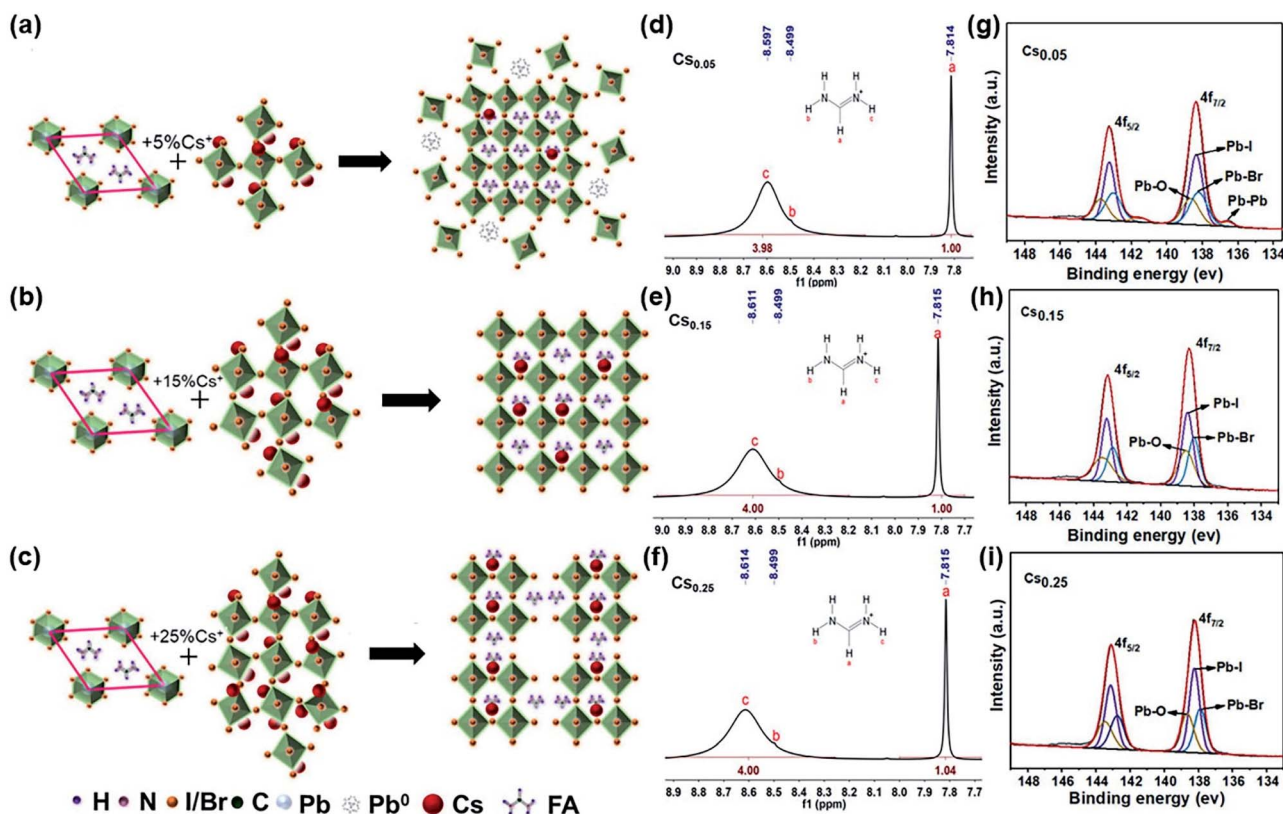 (a)
+5%Cs+
+
(b)
+15%Cs+
+
(c)
+25%Cs+
+
H N I/Br C Pb Pb0 Cs FA
(d)
Cs0.05
-8.597
-8.499
-7.814
a
H H
N N+
H H
b c
H
a
c
b
3.98 1.00
9.0 8.9 8.8 8.7 8.6 8.5 8.4 8.3 8.2 8.1 8.0 7.9 7.8
f1 (ppm)
(e)
Cs0.15
-8.611
-8.499
-7.815
a
H H
N N+
H H
b c
H
a
c
b
4.00 1.00
9.0 8.9 8.8 8.7 8.6 8.5 8.4 8.3 8.2 8.1 8.0 7.9 7.8 7.7
f1 (ppm)
(f)
Cs0.25
-8.614
-8.499
-7.815
a
H H
N N+
H H
b c
H
a
c
b
4.00 1.04
8.9 8.8 8.7 8.6 8.5 8.4 8.3 8.2 8.1 8.0 7.9 7.8 7.7
f1 (ppm)
(g)
Cs0.05
4f7/2
4f5/2
Pb-I
Pb-O
Pb-Br
Pb-Pb
Intensity (a.u.)
148 146 144 142 140 138 136 134
Binding energy (ev)
(h)
Cs0.15
4f7/2
4f5/2
Pb-I
Pb-O
Pb-Br
Intensity (a.u.)
148 146 144 142 140 138 136 134
Binding energy (ev)
(i)
Cs0.25
4f7/2
4f5/2
Pb-I
Pb-O
Pb-Br
Intensity (a.u.)
148 146 144 142 140 138 136 134
Binding energy (ev)